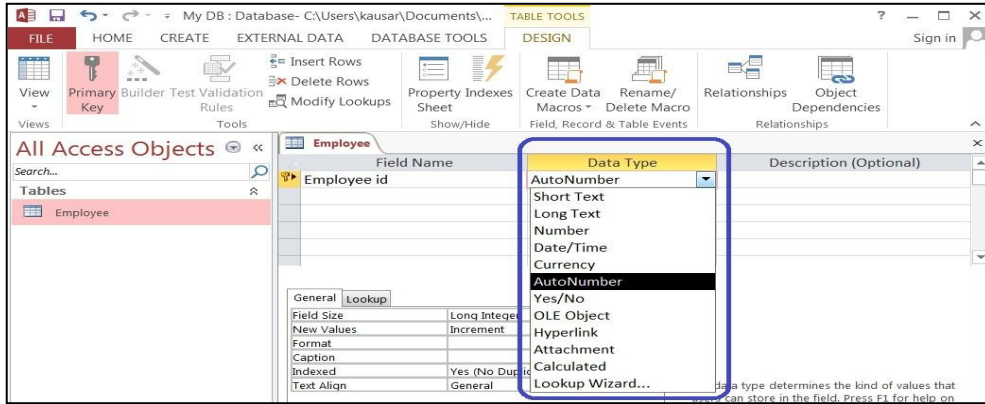 My DB : Database- C:\Users\kausar\Documents\... TABLE TOOLS ?
FILE HOME CREATE EXTERNAL DATA DATABASE TOOLS DESIGN Sign in
View
Primary Key
Builder
Test Validation Rules
Insert Rows
Delete Rows
Modify Lookups
Property Sheet
Indexes
Create Data Macros
Rename/ Delete Macro
Relationships
Object Dependencies
Views Tools Show/Hide Field, Record & Table Events Relationships
All Access Objects
Search...
Tables
Employee
Employee
Field Name Data Type Description (Optional)
Employee id AutoNumber
Short Text
Long Text
Number
Date/Time
Currency
AutoNumber
Yes/No
OLE Object
Hyperlink
Attachment
Calculated
Lookup Wizard...
General Lookup
Field Size Long Integer
New Values Increment
Format
Caption
Indexed Yes (No
Text Align General
data type determines the kind of values that
users can store in the field. Press F1 for help on